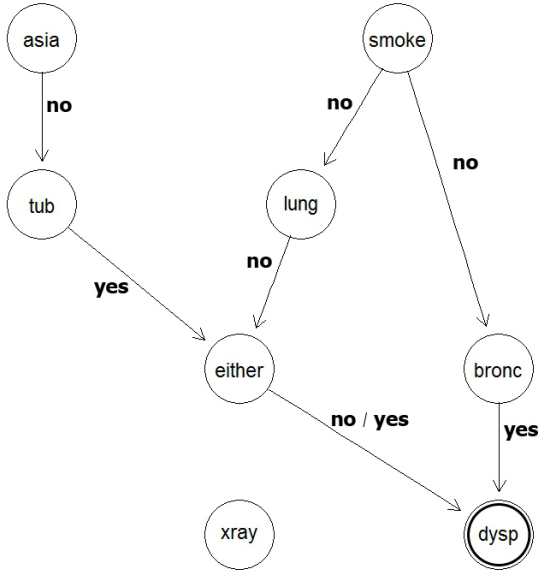 asia
smoke
no
no
no
tub
lung
yes
no
either
bronc
no / yes
yes
xray
dysp